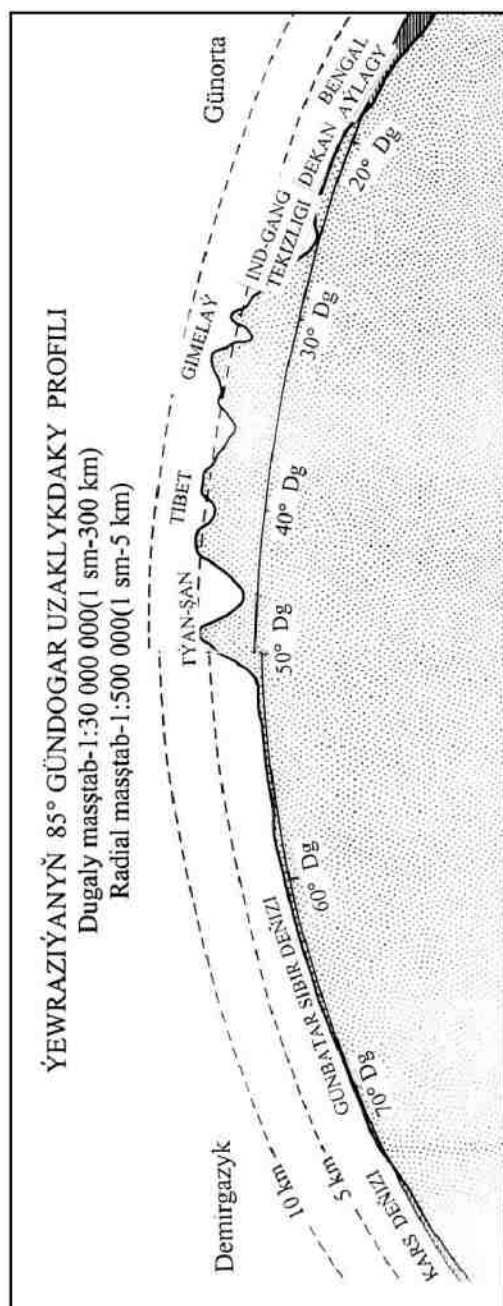 ÝEWRAZIÝANYŇ 85° GÜNDOGAR UZAKLYKDAKY PROFILI
Dugaly masştab-1:30 000 000(1 sm-300 km)
Radial masştab-1:500 000(1 sm-5 km)
Demirgazyk
Günorta
10 km
5 km
KARS DENIZI
GÜNBATAR SIBIR DEŇIZI
TÝAN-ŞAN
TIBET
GIMELAÝ
IND-GANG
TEKIZLIGI
DEKAN
BENGAL
AÝLAGY
70° Dg
60° Dg
50° Dg
40° Dg
30° Dg
20° Dg